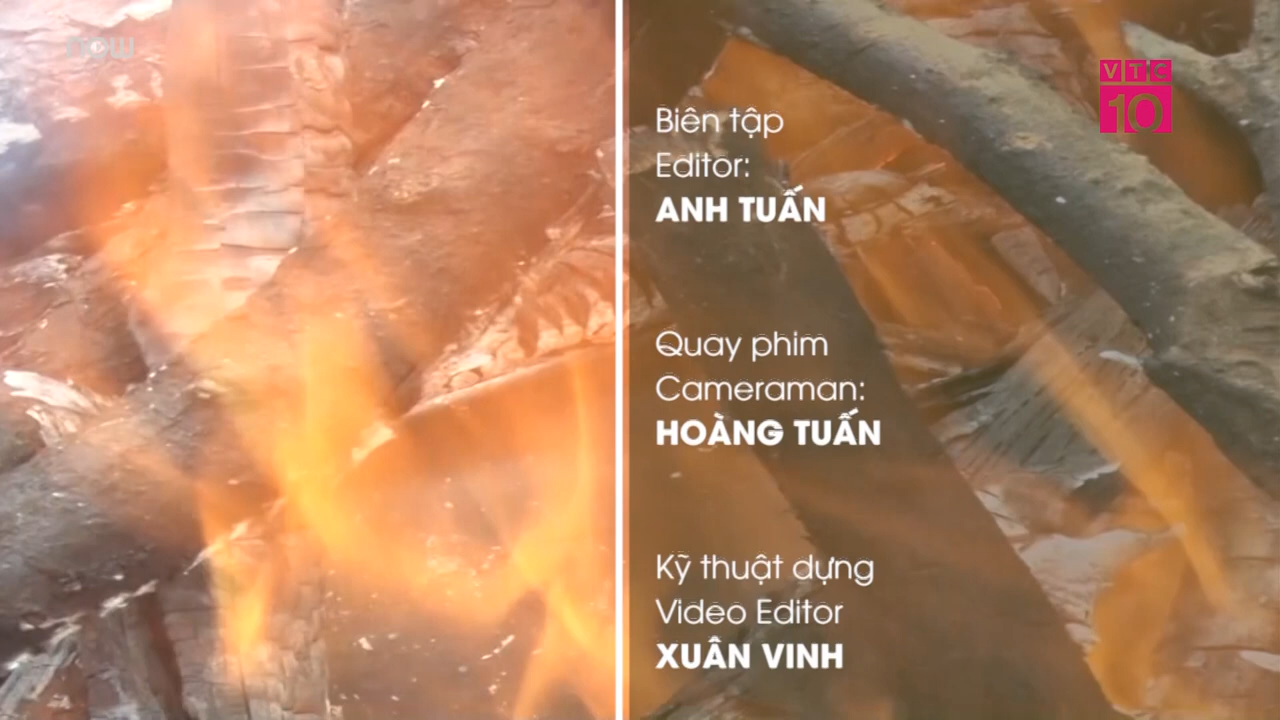 now
VTC
10
Biên tập
Editor:
ANH TUẤN
Quay phim
Cameraman:
HOÀNG TUẤN
Kỹ thuật dựng
Video Editor
XUÂN VINH